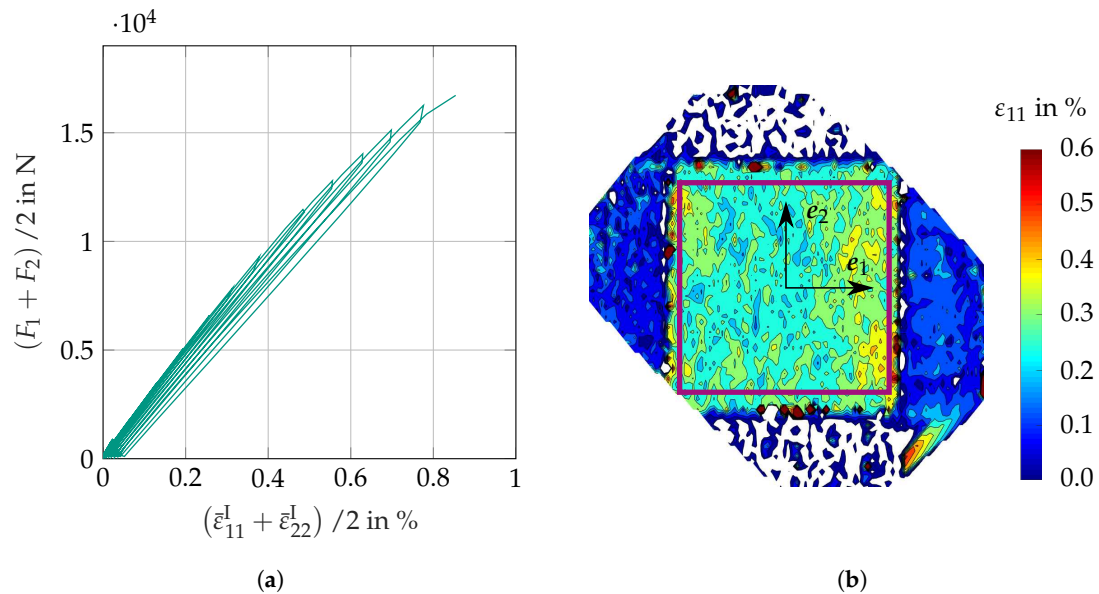 ·10⁴
1.5
1
0.5
0
0 0.2 0.4 0.6 0.8 1
(F₁ + F₂) /2 in N
(ε̄ᴵ₁₁ + ε̄ᴵ₂₂) /2 in %
(a)
ε₁₁ in %
0.6
0.5
0.4
0.3
0.2
0.1
0.0
e₂
e₁
(b)